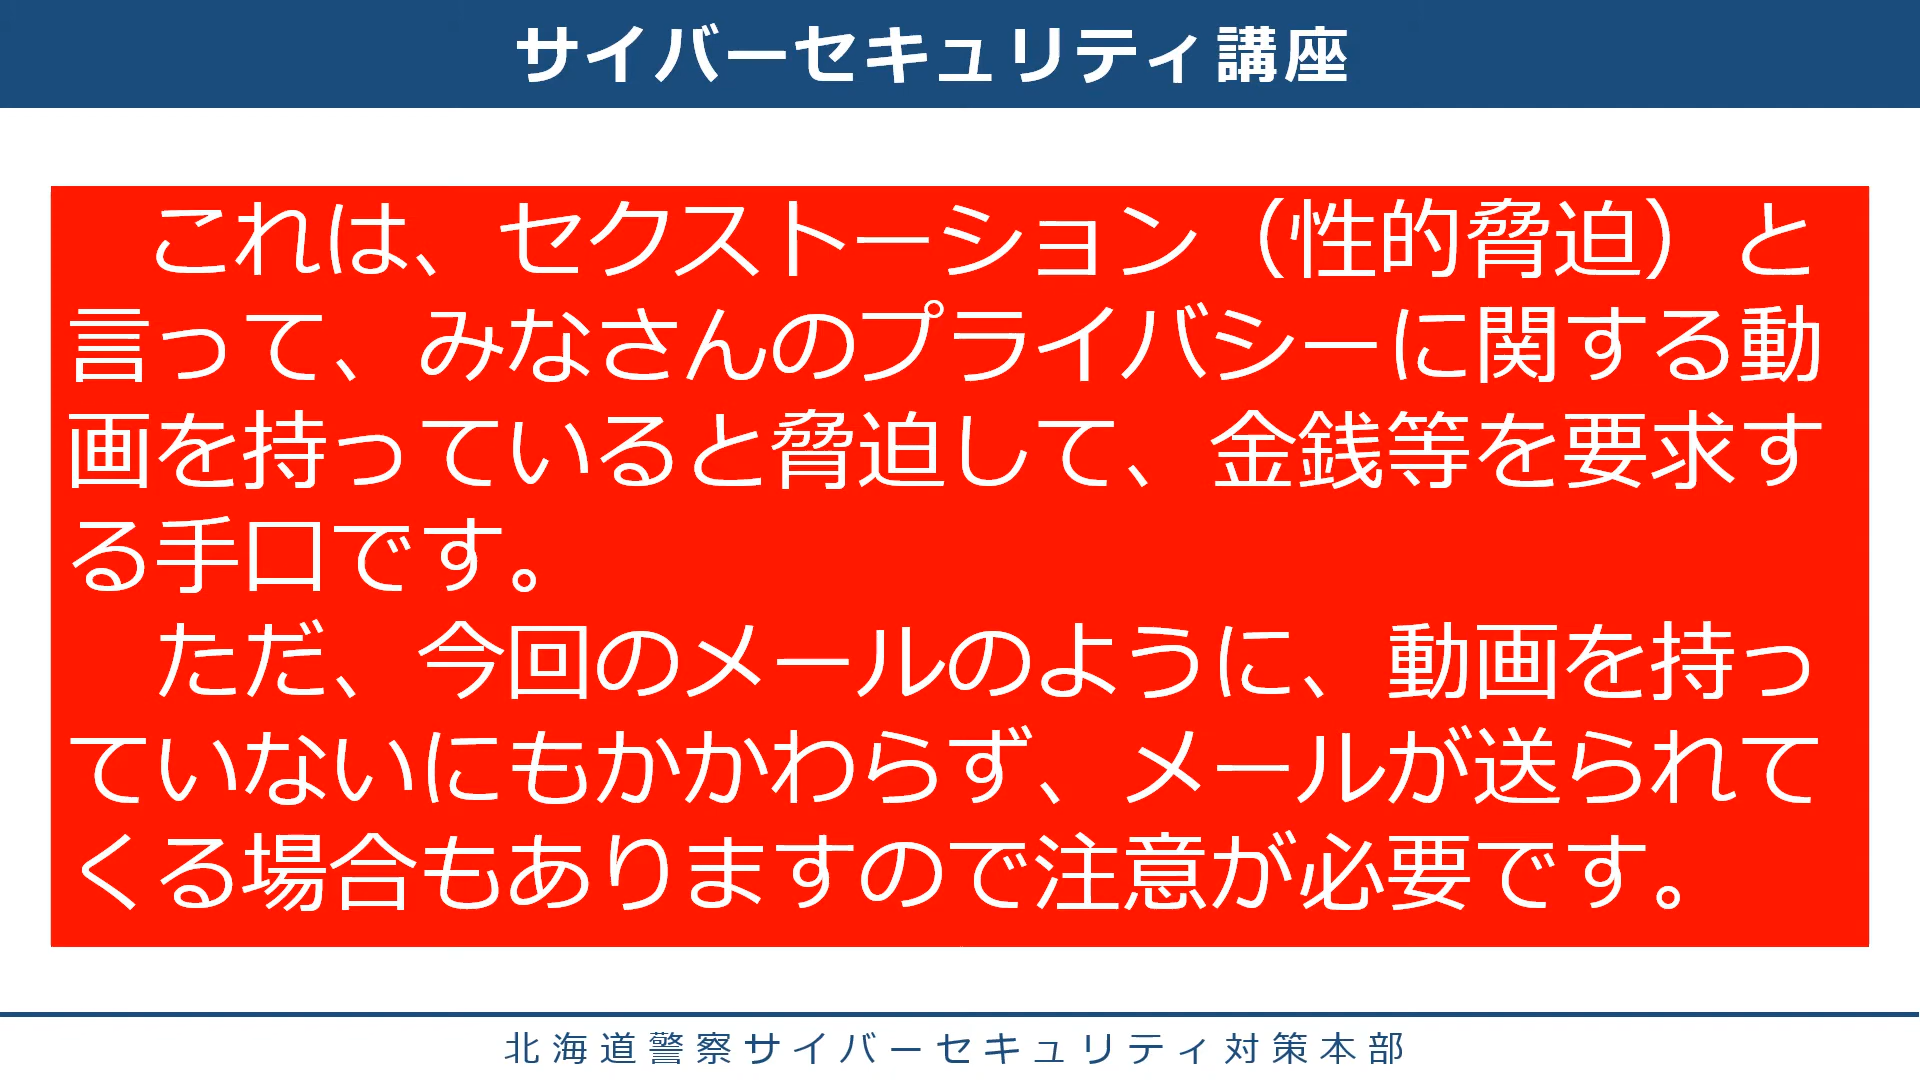 サイバーセキュリティ講座
これは、セクストーション（性的脅迫）と
言って、みなさんのプライバシーに関する動
画を持っていると脅迫して、金銭等を要求す
る手口です。
ただ、今回のメールのように、動画を持っ
ていないにもかかわらず、メールが送られて
くる場合もありますので注意が必要です。
北海道警察サイバーセキュリティ対策本部